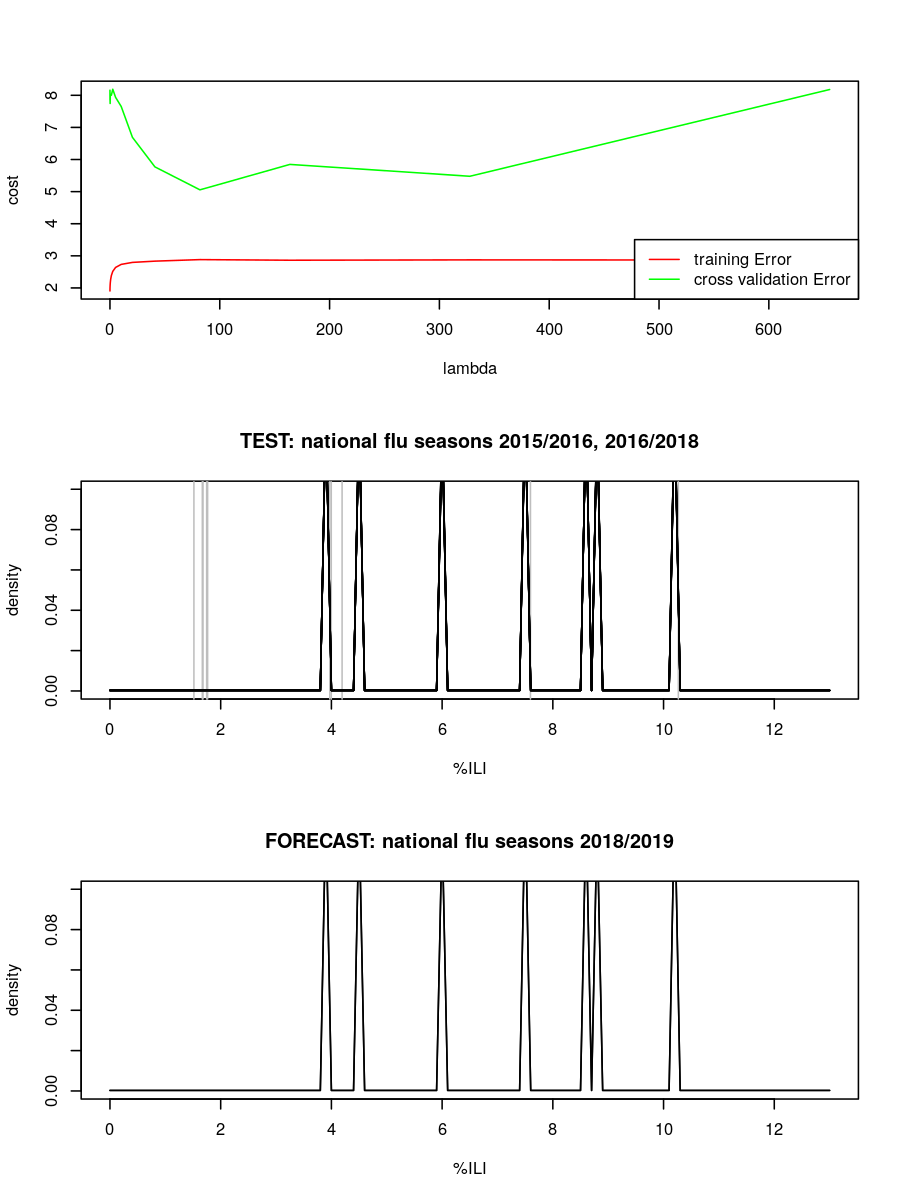 8
7
6
5
4
3
2
cost
training Error
cross validation Error
0 100 200 300 400 500 600
lambda
TEST: national flu seasons 2015/2016, 2016/2018
0.08
0.04
0.00
density
0 2 4 6 8 10 12
%ILI
FORECAST: national flu seasons 2018/2019
0.08
0.04
0.00
density
0 2 4 6 8 10 12
%ILI